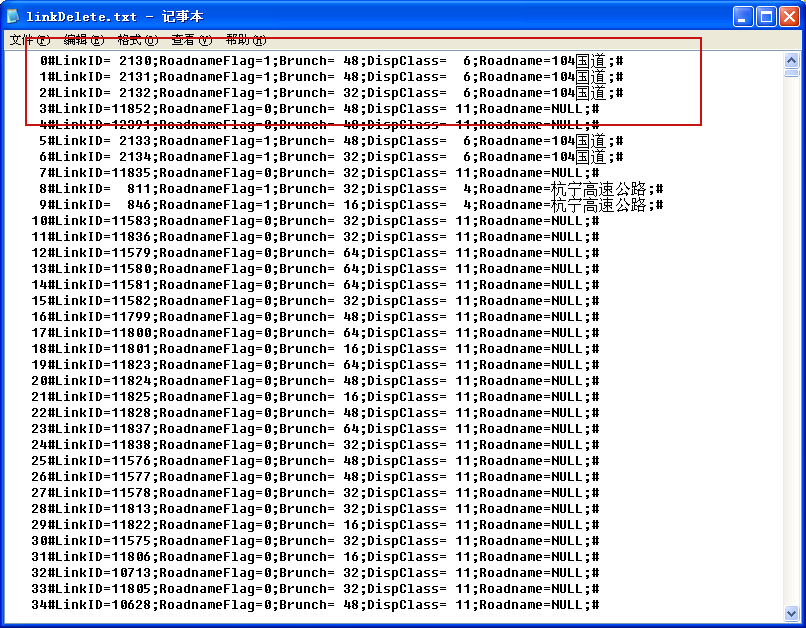 linkDelete.txt - 记事本
文件(F) 编辑(E) 格式(O) 查看(V) 帮助(H)
0#LinkID= 2130;RoadnameFlag=1;Brunch= 48;DispClass=  6;Roadname=104国道;#
1#LinkID= 2131;RoadnameFlag=1;Brunch= 48;DispClass=  6;Roadname=104国道;#
2#LinkID= 2132;RoadnameFlag=1;Brunch= 32;DispClass=  6;Roadname=104国道;#
3#LinkID=11852;RoadnameFlag=0;Brunch= 48;DispClass= 11;Roadname=NULL;#
4#LinkID=12391;RoadnameFlag=0;Brunch= 48;DispClass= 11;Roadname=NULL;#
5#LinkID= 2133;RoadnameFlag=1;Brunch= 48;DispClass=  6;Roadname=104国道;#
6#LinkID= 2134;RoadnameFlag=1;Brunch= 32;DispClass=  6;Roadname=104国道;#
7#LinkID=11835;RoadnameFlag=0;Brunch= 32;DispClass= 11;Roadname=NULL;#
8#LinkID=  811;RoadnameFlag=1;Brunch= 32;DispClass=  4;Roadname=杭宁高速公路;#
9#LinkID=  846;RoadnameFlag=1;Brunch= 16;DispClass=  4;Roadname=杭宁高速公路;#
10#LinkID=11583;RoadnameFlag=0;Brunch= 32;DispClass= 11;Roadname=NULL;#
11#LinkID=11836;RoadnameFlag=0;Brunch= 32;DispClass= 11;Roadname=NULL;#
12#LinkID=11579;RoadnameFlag=0;Brunch= 64;DispClass= 11;Roadname=NULL;#
13#LinkID=11580;RoadnameFlag=0;Brunch= 64;DispClass= 11;Roadname=NULL;#
14#LinkID=11581;RoadnameFlag=0;Brunch= 64;DispClass= 11;Roadname=NULL;#
15#LinkID=11582;RoadnameFlag=0;Brunch= 32;DispClass= 11;Roadname=NULL;#
16#LinkID=11799;RoadnameFlag=0;Brunch= 48;DispClass= 11;Roadname=NULL;#
17#LinkID=11800;RoadnameFlag=0;Brunch= 64;DispClass= 11;Roadname=NULL;#
18#LinkID=11801;RoadnameFlag=0;Brunch= 16;DispClass= 11;Roadname=NULL;#
19#LinkID=11823;RoadnameFlag=0;Brunch= 64;DispClass= 11;Roadname=NULL;#
20#LinkID=11824;RoadnameFlag=0;Brunch= 48;DispClass= 11;Roadname=NULL;#
21#LinkID=11825;RoadnameFlag=0;Brunch= 16;DispClass= 11;Roadname=NULL;#
22#LinkID=11828;RoadnameFlag=0;Brunch= 48;DispClass= 11;Roadname=NULL;#
23#LinkID=11837;RoadnameFlag=0;Brunch= 64;DispClass= 11;Roadname=NULL;#
24#LinkID=11838;RoadnameFlag=0;Brunch= 32;DispClass= 11;Roadname=NULL;#
25#LinkID=11576;RoadnameFlag=0;Brunch= 48;DispClass= 11;Roadname=NULL;#
26#LinkID=11577;RoadnameFlag=0;Brunch= 48;DispClass= 11;Roadname=NULL;#
27#LinkID=11578;RoadnameFlag=0;Brunch= 32;DispClass= 11;Roadname=NULL;#
28#LinkID=11813;RoadnameFlag=0;Brunch= 32;DispClass= 11;Roadname=NULL;#
29#LinkID=11822;RoadnameFlag=0;Brunch= 16;DispClass= 11;Roadname=NULL;#
30#LinkID=11575;RoadnameFlag=0;Brunch= 32;DispClass= 11;Roadname=NULL;#
31#LinkID=11806;RoadnameFlag=0;Brunch= 16;DispClass= 11;Roadname=NULL;#
32#LinkID=10713;RoadnameFlag=0;Brunch= 32;DispClass= 11;Roadname=NULL;#
33#LinkID=11805;RoadnameFlag=0;Brunch= 32;DispClass= 11;Roadname=NULL;#
34#LinkID=10628;RoadnameFlag=0;Brunch= 48;DispClass= 11;Roadname=NULL;#